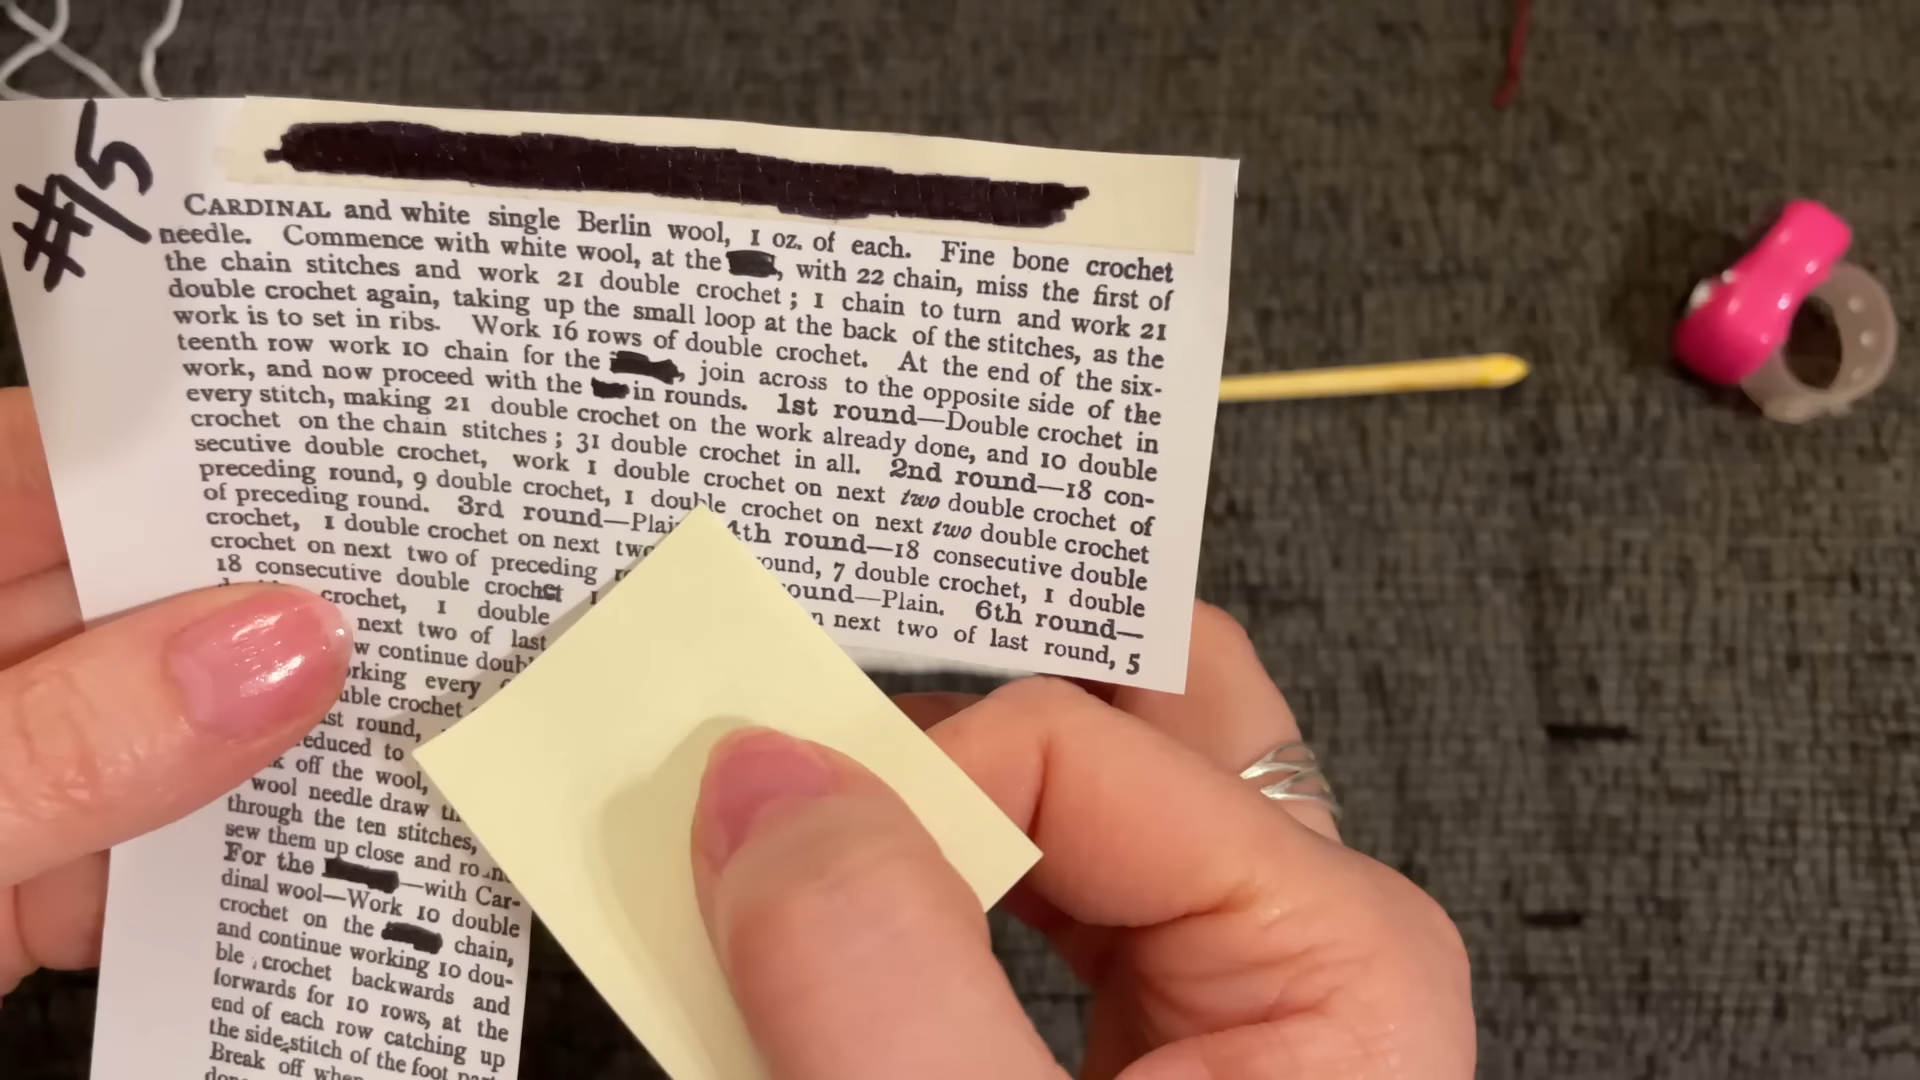 #15
CARDINAL and white single Berlin wool, 1 oz. of each. Fine bone crochet
needle. Commence with white wool, at the , with 22 chain, miss the first of
the chain stitches and work 21 double crochet; 1 chain to turn and work 21
double crochet again, taking up the small loop at the back of the stitches, as the
work is to set in ribs. Work 16 rows of double crochet. At the end of the six-
teenth row work 10 chain for the , join across to the opposite side of the
work, and now proceed with the in rounds. 1st round—Double crochet in
every stitch, making 21 double crochet on the work already done, and 10 double
crochet on the chain stitches; 31 double crochet in all. 2nd round—18 con-
secutive double crochet, work 1 double crochet on next two double crochet of
preceding round, 9 double crochet, 1 double crochet on next two double crochet
of preceding round. 3rd round—Plai 4th round—18 consecutive double
crochet, 1 double crochet on next two ound, 7 double crochet, 1 double
crochet on next two of preceding ound—Plain. 6th round—
18 consecutive double crochet 1 n next two of last round, 5
crochet, 1 double
next two of last
w continue doub
rking every
uble crochet
st round,
educed to
k off the wool,
wool needle draw
through the ten stitches,
sew them up close and ro
For the —with Car-
dinal wool—Work 10 double
crochet on the chain,
and continue working 10 dou-
ble crochet backwards and
forwards for 10 rows, at the
end of each row catching up
the side stitch of the foot
Break off when